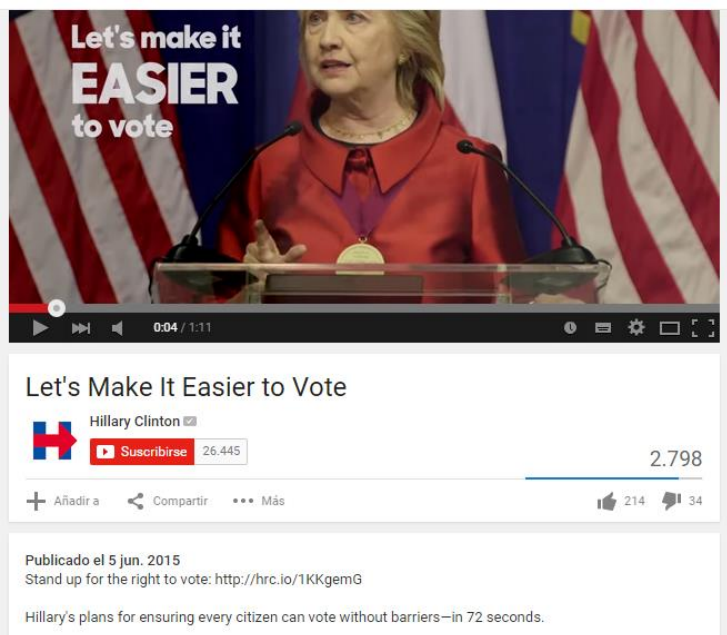 Let's make it
EASIER
to vote
0:04 / 1:11
Let's Make It Easier to Vote
Hillary Clinton
Suscribirse 26.445
2.798
Añadir a Compartir Más 214 34
Publicado el 5 jun. 2015
Stand up for the right to vote: http://hrc.io/1KKgemG
Hillary's plans for ensuring every citizen can vote without barriers—in 72 seconds.